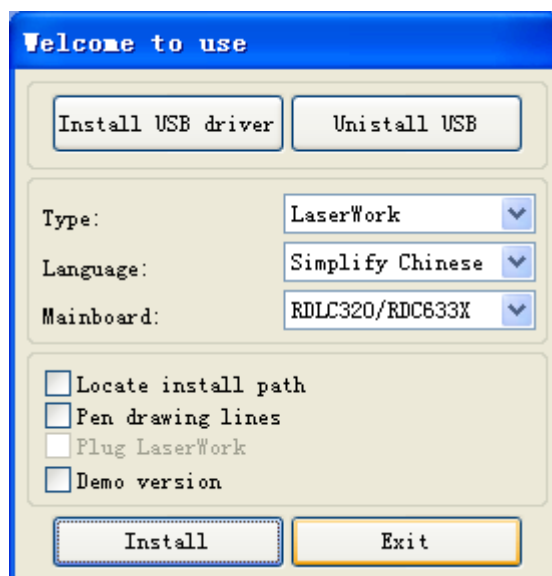 Welcome to use
Install USB driver Unistall USB
Type: LaserWork
Language: Simplify Chinese
Mainboard: RDLC320/RDC633X
Locate install path
Pen drawing lines
Plug LaserWork
Demo version
Install Exit